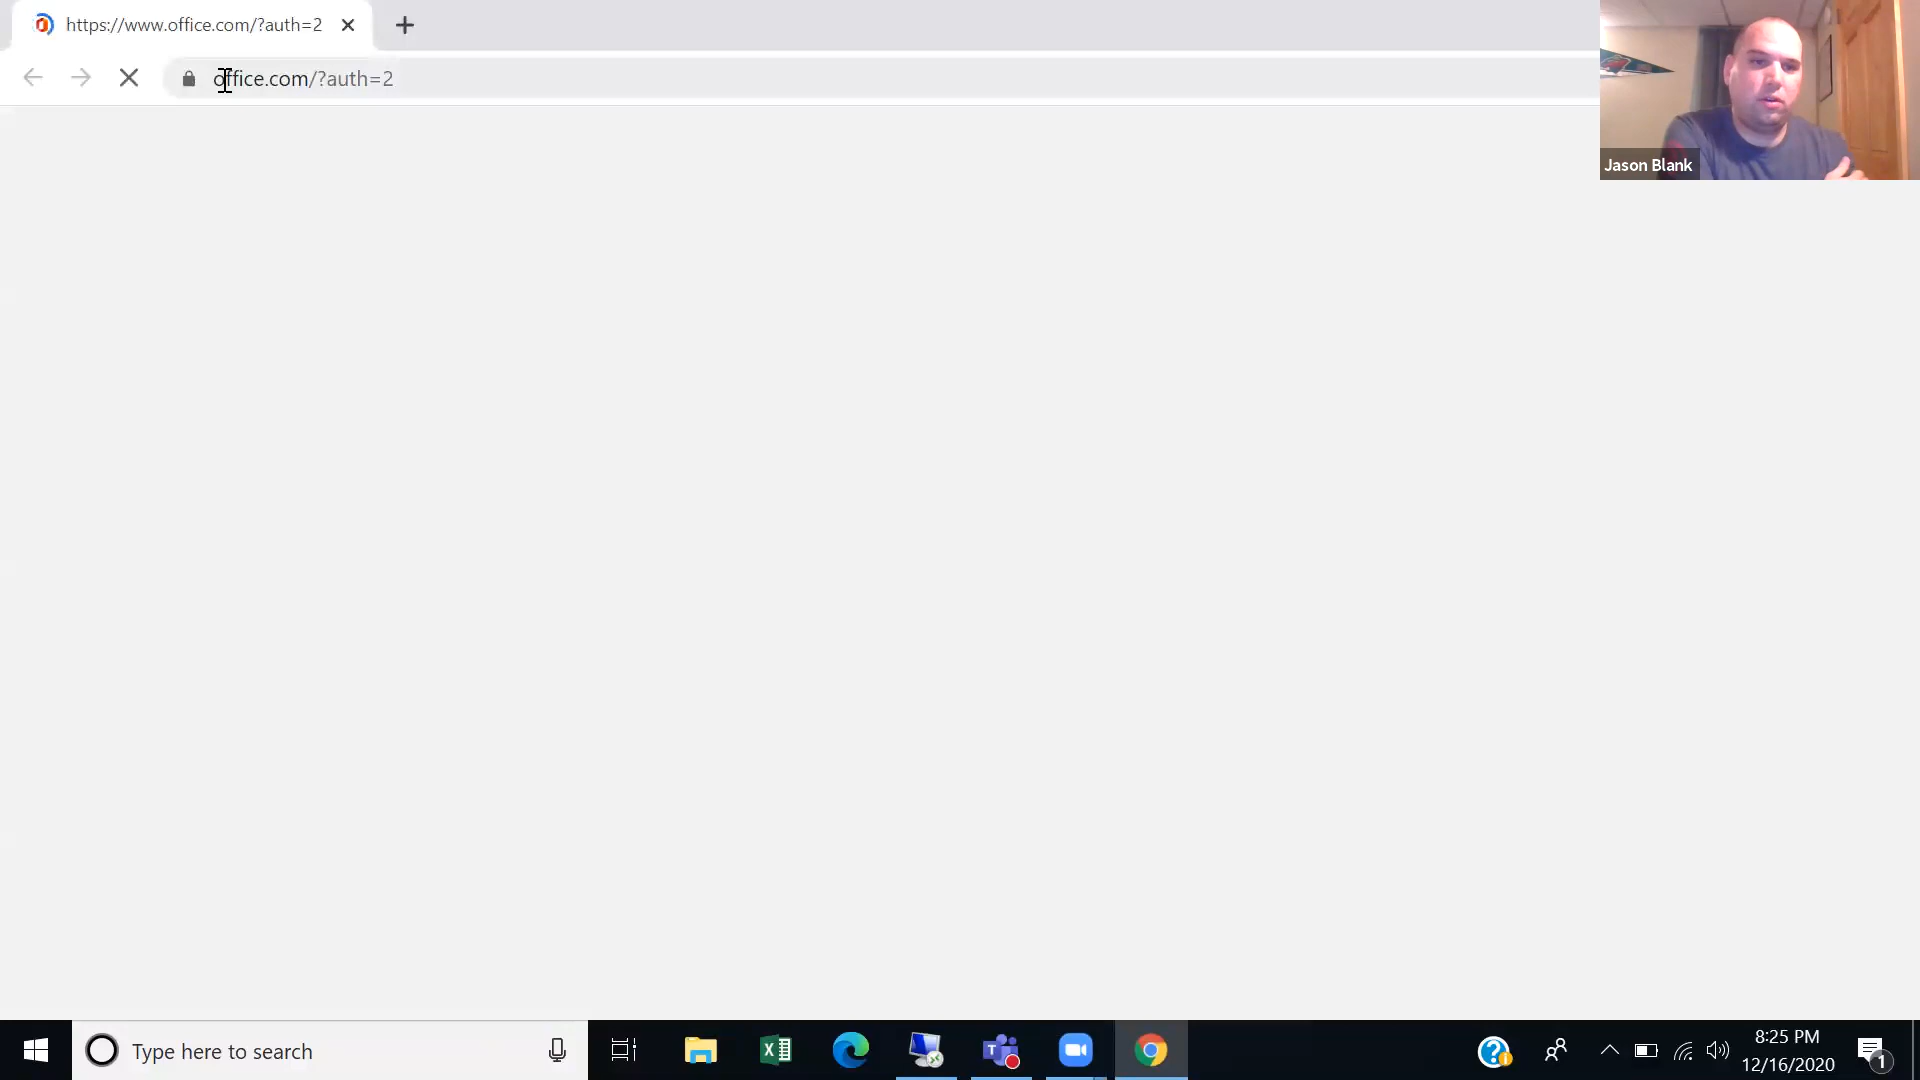 https://www.office.com/?auth=2
office.com/?auth=2
Jason Blank
Type here to search
8:25 PM
12/16/2020
1